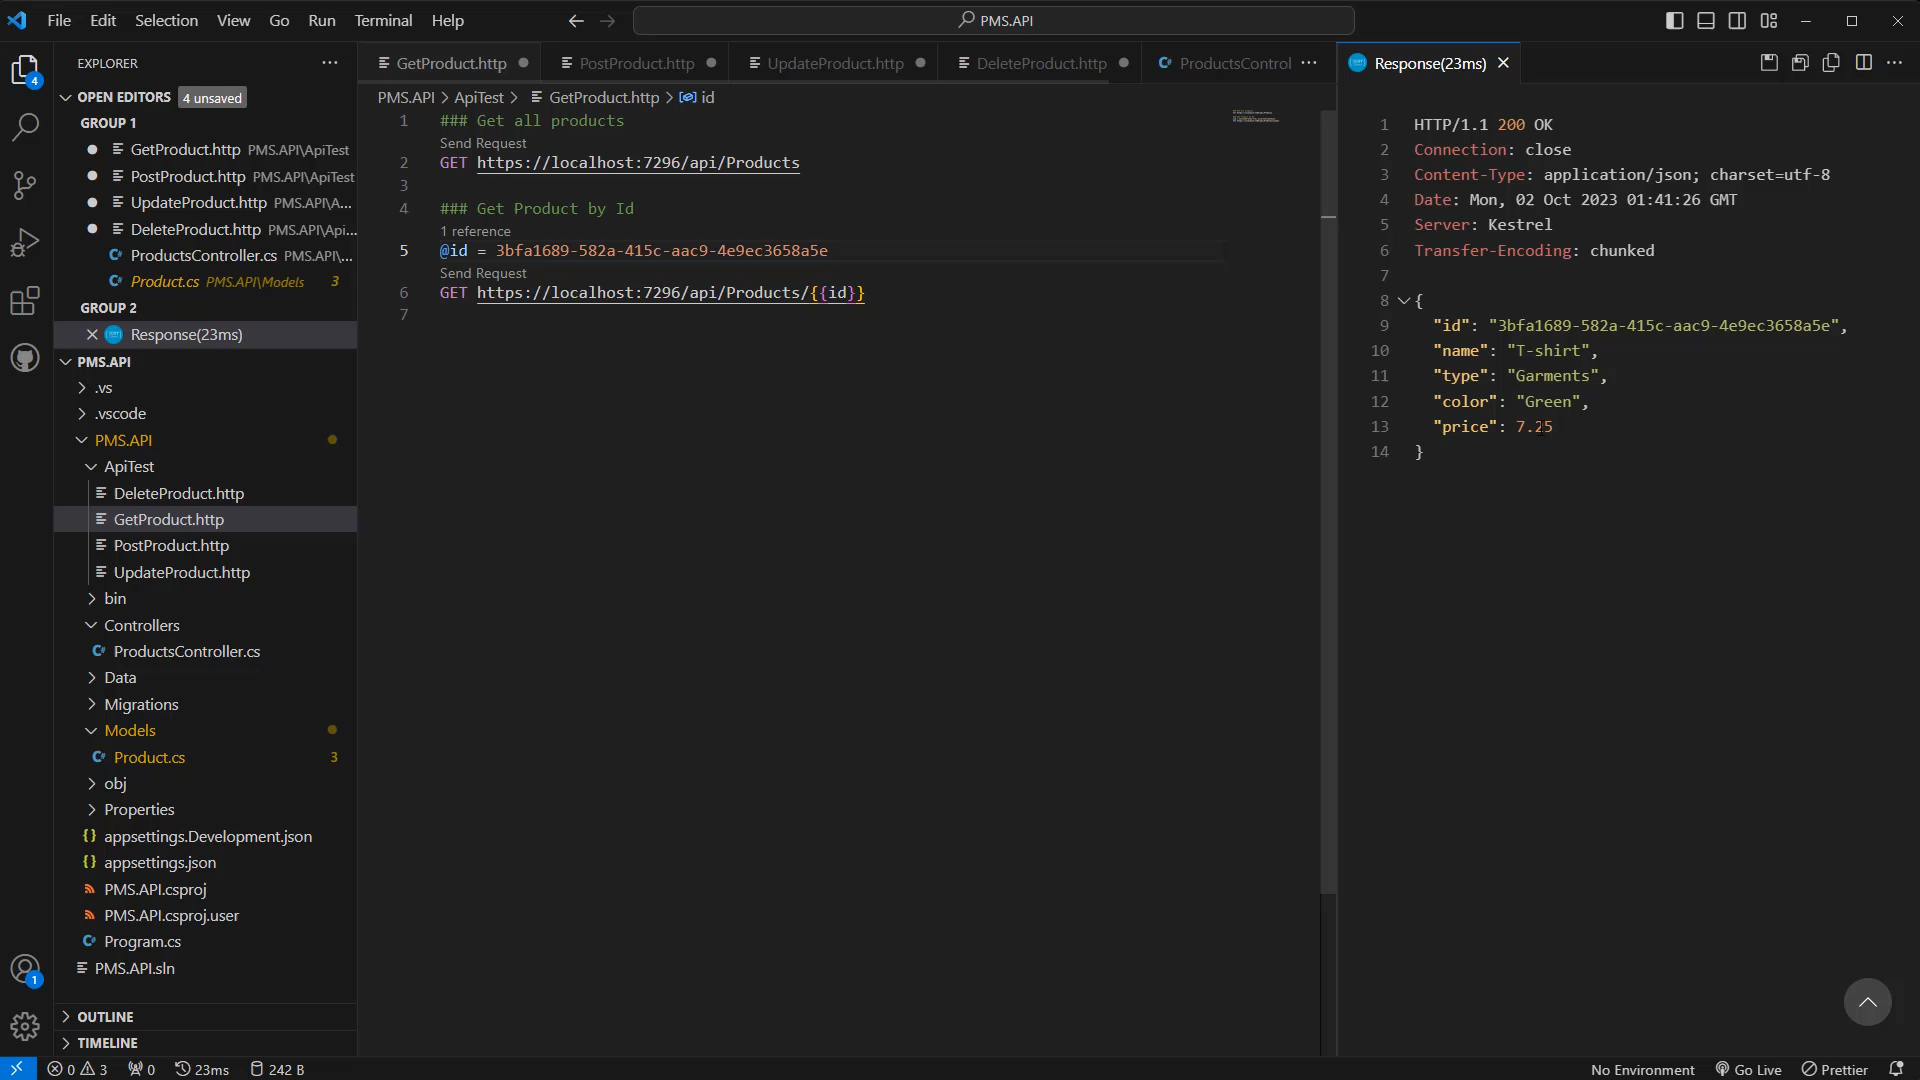 File Edit Selection View Go Run Terminal Help
PMS.API
EXPLORER
OPEN EDITORS 4 unsaved
GROUP 1
GetProduct.http PMS.API\ApiTest
PostProduct.http PMS.API\ApiTest
UpdateProduct.http PMS.API\A...
DeleteProduct.http PMS.API\Api...
ProductsController.cs PMS.API\...
Product.cs PMS.API\Models 3
GROUP 2
Response(23ms)
PMS.API
.vs
.vscode
PMS.API
ApiTest
DeleteProduct.http
GetProduct.http
PostProduct.http
UpdateProduct.http
bin
Controllers
ProductsController.cs
Data
Migrations
Models
Product.cs 3
obj
Properties
appsettings.Development.json
appsettings.json
PMS.API.csproj
PMS.API.csproj.user
Program.cs
PMS.API.sln
OUTLINE
TIMELINE
4
1
GetProduct.http PostProduct.http UpdateProduct.http DeleteProduct.http ProductsControl ...
PMS.API > ApiTest > GetProduct.http > id
1 ### Get all products
Send Request
2 GET https://localhost:7296/api/Products
3
4 ### Get Product by Id
1 reference
5 @id = 3bfa1689-582a-415c-aac9-4e9ec3658a5e
Send Request
6 GET https://localhost:7296/api/Products/{{id}}
7
Response(23ms)
1 HTTP/1.1 200 OK
2 Connection: close
3 Content-Type: application/json; charset=utf-8
4 Date: Mon, 02 Oct 2023 01:41:26 GMT
5 Server: Kestrel
6 Transfer-Encoding: chunked
7
8 {
9 "id": "3bfa1689-582a-415c-aac9-4e9ec3658a5e",
10 "name": "T-shirt",
11 "type": "Garments",
12 "color": "Green",
13 "price": 7.25
14 }
0 3 0 23ms 242 B
No Environment Go Live Prettier